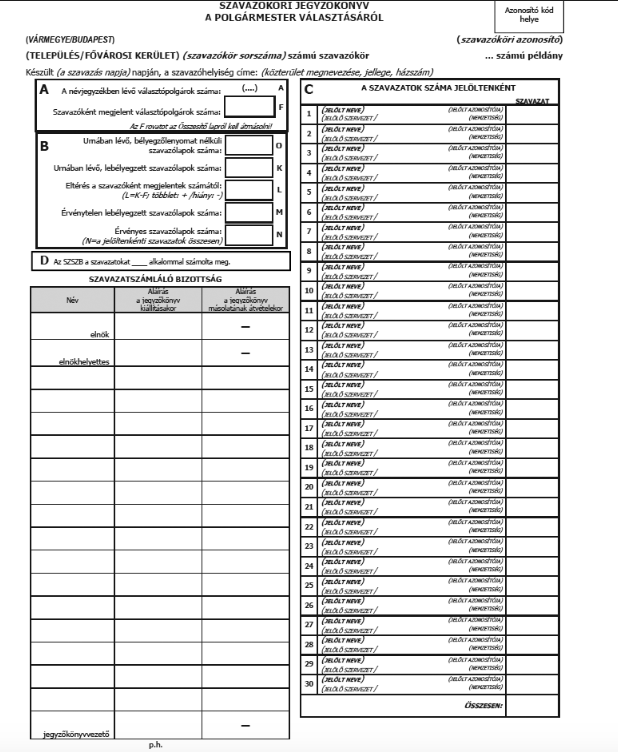 SZAVAZÓKÖRI JEGYZŐKÖNYV
A POLGÁRMESTER VÁLASZTÁSÁRÓL
Azonosító kód
helye
(VÁRMEGYE/BUDAPEST)
(szavazóköri azonosító)
(TELEPÜLÉS/FŐVÁROSI KERÜLET) (szavazókör sorszáma) számú szavazókör
... számú példány
Készült (a szavazás napja) napján, a szavazóhelyiség címe: (közterület megnevezése, jellege, házszám)
A
A névjegyzékben lévő választópolgárok száma: (....) A
Szavazóként megjelent választópolgárok száma: F
Az F rovatot az Összesítő lapról kell átmásolni!
B
Urnában lévő, bélyegzőlenyomat nélküli
szavazólapok száma: O
Urnában lévő, lebélyegzett szavazólapok száma: K
Eltérés a szavazóként megjelentek számától:
(L=K-F; többlet: + /hiány: -) L
Érvénytelen lebélyegzett szavazólapok száma: M
Érvényes szavazólapok száma:
(N=a jelöltenkénti szavazatok összesen) N
D Az SZSZB a szavazatokat ____ alkalommal számolta meg.
SZAVAZATSZÁMLÁLÓ BIZOTTSÁG
Név
Aláírás
a jegyzőkönyv
kiállításakor
Aláírás
a jegyzőkönyv
másolatának átvételekor
elnök –
elnökhelyettes –
jegyzőkönyvvezető –
p.h.
C A SZAVAZATOK SZÁMA JELÖLTENKÉNT
SZAVAZAT
1 (JELÖLT NEVE) (JELÖLT AZONOSÍTÓJA)
(JELÖLŐ SZERVEZET/ (NEMZETISÉG)
2 (JELÖLT NEVE) (JELÖLT AZONOSÍTÓJA)
(JELÖLŐ SZERVEZET/ (NEMZETISÉG)
3 (JELÖLT NEVE) (JELÖLT AZONOSÍTÓJA)
(JELÖLŐ SZERVEZET/ (NEMZETISÉG)
4 (JELÖLT NEVE) (JELÖLT AZONOSÍTÓJA)
(JELÖLŐ SZERVEZET/ (NEMZETISÉG)
5 (JELÖLT NEVE) (JELÖLT AZONOSÍTÓJA)
(JELÖLŐ SZERVEZET/ (NEMZETISÉG)
6 (JELÖLT NEVE) (JELÖLT AZONOSÍTÓJA)
(JELÖLŐ SZERVEZET/ (NEMZETISÉG)
7 (JELÖLT NEVE) (JELÖLT AZONOSÍTÓJA)
(JELÖLŐ SZERVEZET/ (NEMZETISÉG)
8 (JELÖLT NEVE) (JELÖLT AZONOSÍTÓJA)
(JELÖLŐ SZERVEZET/ (NEMZETISÉG)
9 (JELÖLT NEVE) (JELÖLT AZONOSÍTÓJA)
(JELÖLŐ SZERVEZET/ (NEMZETISÉG)
10 (JELÖLT NEVE) (JELÖLT AZONOSÍTÓJA)
(JELÖLŐ SZERVEZET/ (NEMZETISÉG)
11 (JELÖLT NEVE) (JELÖLT AZONOSÍTÓJA)
(JELÖLŐ SZERVEZET/ (NEMZETISÉG)
12 (JELÖLT NEVE) (JELÖLT AZONOSÍTÓJA)
(JELÖLŐ SZERVEZET/ (NEMZETISÉG)
13 (JELÖLT NEVE) (JELÖLT AZONOSÍTÓJA)
(JELÖLŐ SZERVEZET/ (NEMZETISÉG)
14 (JELÖLT NEVE) (JELÖLT AZONOSÍTÓJA)
(JELÖLŐ SZERVEZET/ (NEMZETISÉG)
15 (JELÖLT NEVE) (JELÖLT AZONOSÍTÓJA)
(JELÖLŐ SZERVEZET/ (NEMZETISÉG)
16 (JELÖLT NEVE) (JELÖLT AZONOSÍTÓJA)
(JELÖLŐ SZERVEZET/ (NEMZETISÉG)
17 (JELÖLT NEVE) (JELÖLT AZONOSÍTÓJA)
(JELÖLŐ SZERVEZET/ (NEMZETISÉG)
18 (JELÖLT NEVE) (JELÖLT AZONOSÍTÓJA)
(JELÖLŐ SZERVEZET/ (NEMZETISÉG)
19 (JELÖLT NEVE) (JELÖLT AZONOSÍTÓJA)
(JELÖLŐ SZERVEZET/ (NEMZETISÉG)
20 (JELÖLT NEVE) (JELÖLT AZONOSÍTÓJA)
(JELÖLŐ SZERVEZET/ (NEMZETISÉG)
21 (JELÖLT NEVE) (JELÖLT AZONOSÍTÓJA)
(JELÖLŐ SZERVEZET/ (NEMZETISÉG)
22 (JELÖLT NEVE) (JELÖLT AZONOSÍTÓJA)
(JELÖLŐ SZERVEZET/ (NEMZETISÉG)
23 (JELÖLT NEVE) (JELÖLT AZONOSÍTÓJA)
(JELÖLŐ SZERVEZET/ (NEMZETISÉG)
24 (JELÖLT NEVE) (JELÖLT AZONOSÍTÓJA)
(JELÖLŐ SZERVEZET/ (NEMZETISÉG)
25 (JELÖLT NEVE) (JELÖLT AZONOSÍTÓJA)
(JELÖLŐ SZERVEZET/ (NEMZETISÉG)
26 (JELÖLT NEVE) (JELÖLT AZONOSÍTÓJA)
(JELÖLŐ SZERVEZET/ (NEMZETISÉG)
27 (JELÖLT NEVE) (JELÖLT AZONOSÍTÓJA)
(JELÖLŐ SZERVEZET/ (NEMZETISÉG)
28 (JELÖLT NEVE) (JELÖLT AZONOSÍTÓJA)
(JELÖLŐ SZERVEZET/ (NEMZETISÉG)
29 (JELÖLT NEVE) (JELÖLT AZONOSÍTÓJA)
(JELÖLŐ SZERVEZET/ (NEMZETISÉG)
30 (JELÖLT NEVE) (JELÖLT AZONOSÍTÓJA)
(JELÖLŐ SZERVEZET/ (NEMZETISÉG)
ÖSSZESEN: